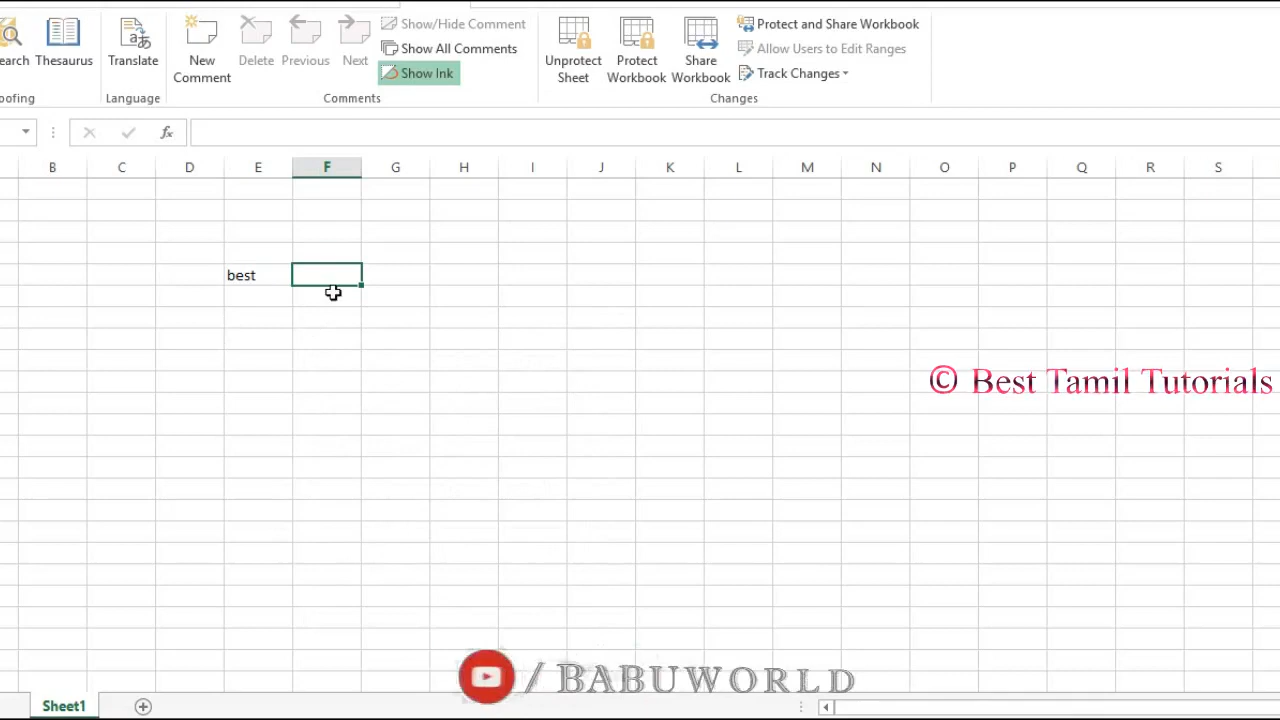 Show/Hide Comment
Protect and Share Workbook
Show All Comments
Allow Users to Edit Ranges
earch Thesaurus Translate New Comment Delete Previous Next
Unprotect Sheet Protect Workbook Share Workbook
Show Ink
Track Changes
ofing Language Comments Changes
fx
B C D E F G H I J K L M N O P Q R S
best
© Best Tamil Tutorials
/ BABUWORLD
Sheet1